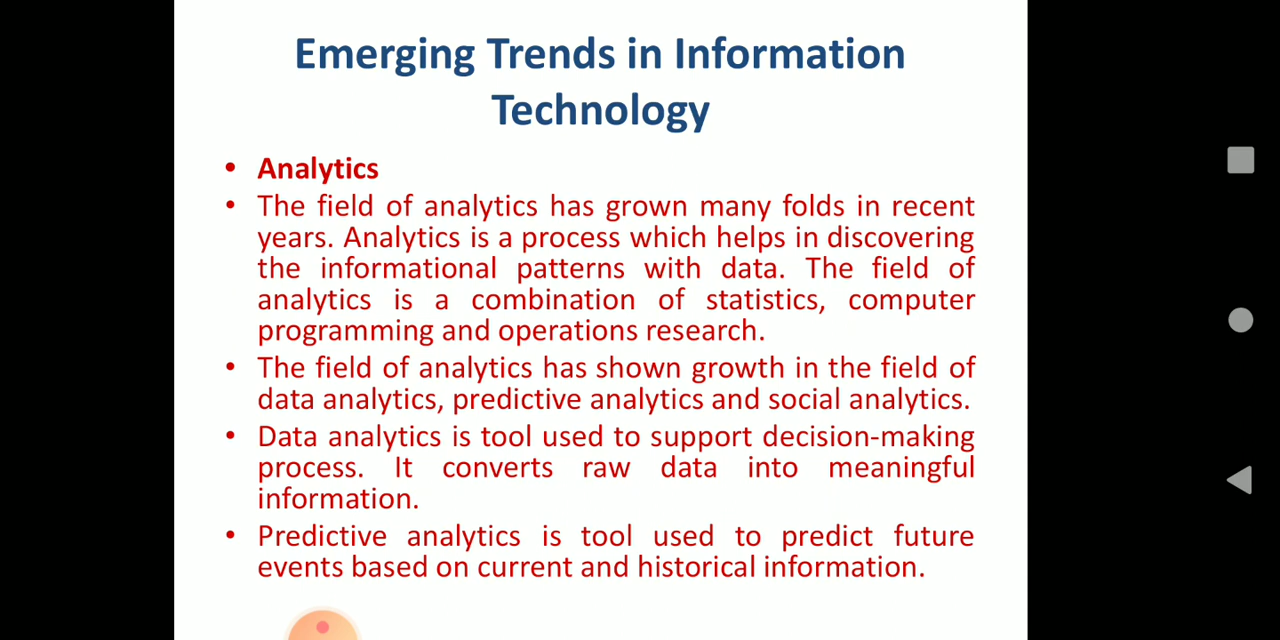 Emerging Trends in Information
Technology
• Analytics
• The field of analytics has grown many folds in recent
years. Analytics is a process which helps in discovering
the informational patterns with data. The field of
analytics is a combination of statistics, computer
programming and operations research.
• The field of analytics has shown growth in the field of
data analytics, predictive analytics and social analytics.
• Data analytics is tool used to support decision-making
process. It converts raw data into meaningful
information.
• Predictive analytics is tool used to predict future
events based on current and historical information.